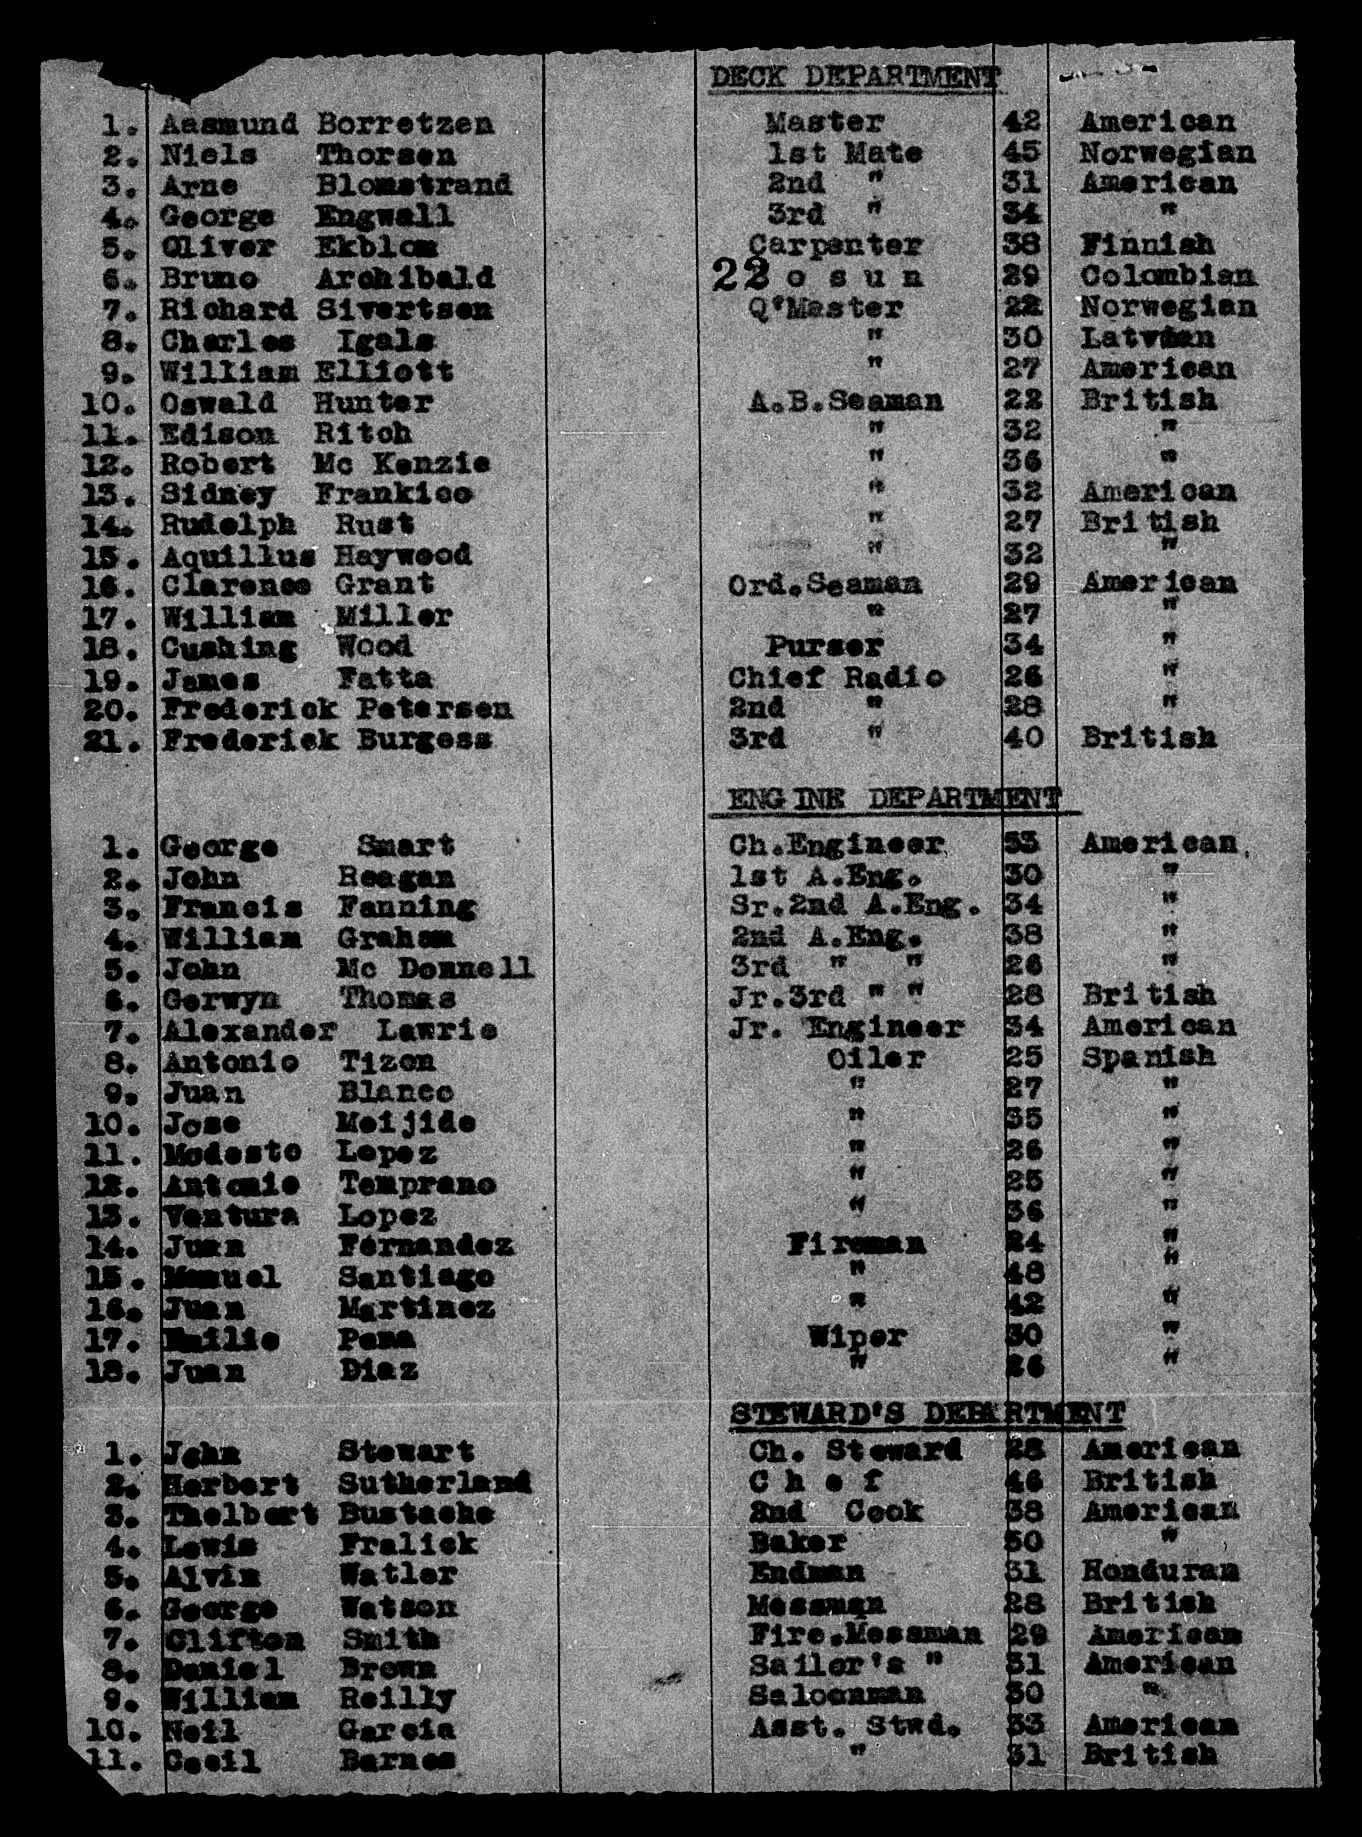 DECK DEPARTMENT
1. Aasmund Borretzen Master 42 American
2. Niels Thorsen 1st Mate 45 Norwegian
3. Arne Blomstrand 2nd " 31 American
4. George Engwall 3rd " 34 "
5. Oliver Ekblom Carpenter 38 Finnish
6. Bruno Archibald 22 o s u n 29 Colombian
7. Richard Sivertsen Q'Master 22 Norwegian
8. Charles Igals " 30 Latvian
9. William Elliott " 27 American
10. Oswald Hunter A.B.Seaman 22 British
11. Edison Ritch " 32 "
12. Robert Mc Kenzie " 36 "
13. Sidney Frankico " 32 American
14. Rudolph Rust " 27 British
15. Aquillus Haywood " 32 "
16. Clarence Grant Ord.Seaman 29 American
17. William Miller " 27 "
18. Cushing Wood Purser 34 "
19. James Fatta Chief Radio 26 "
20. Frederick Petersen 2nd " 28 "
21. Frederick Burgess 3rd " 40 British
ENGINE DEPARTMENT
1. George Smart Ch.Engineer 53 American
2. John Reagan 1st A.Eng. 30 "
3. Francis Fanning Sr.2nd A.Eng. 34 "
4. William Graham 2nd A.Eng. 38 "
5. John Mc Donnell 3rd " " 26 "
6. Gerwyn Thomas Jr.3rd " " 28 British
7. Alexander Lawrie Jr. Engineer 34 American
8. Antonio Tizon Oiler 25 Spanish
9. Juan Blanco " 27 "
10. Jose Meijide " 35 "
11. Modesto Lopez " 26 "
12. Antonio Temprano " 25 "
13. Ventura Lopez " 36 "
14. Juan Fernandez Fireman 24 "
15. Manuel Santiago " 48 "
16. Juan Martinez " 42 "
17. Emilio Pena Wiper 30 "
18. Juan Diaz " 26 "
STEWARD'S DEPARTMENT
1. John Stewart Ch. Steward 28 American
2. Herbert Sutherland C h e f 46 British
3. Thelbert Eustache 2nd Cook 38 American
4. Lewis Fralick Baker 50 "
5. Alvin Watler Endman 31 Honduran
6. George Watson Messman 28 British
7. Clifton Smith Fire.Messman 29 American
8. Daniel Brown Sailor's " 31 American
9. William Reilly Saloonman 30 "
10. Neil Garcia Asst. Stwd. 33 American
11. Cecil Barnes " 31 British